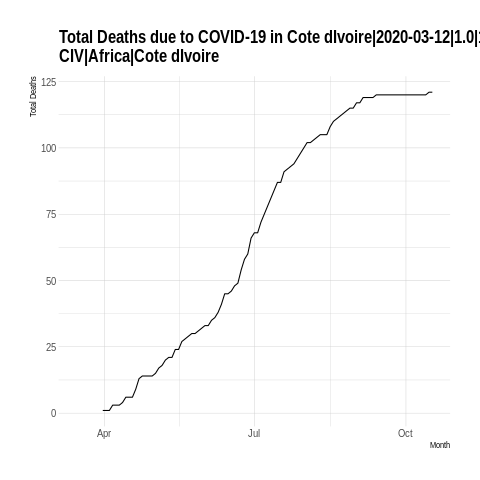 Total Deaths due to COVID-19 in Cote dIvoire|2020-03-12|1.0|
CIV|Africa|Cote dIvoire
Total Deaths
125
100
75
50
25
0
Apr
Jul
Oct
Month